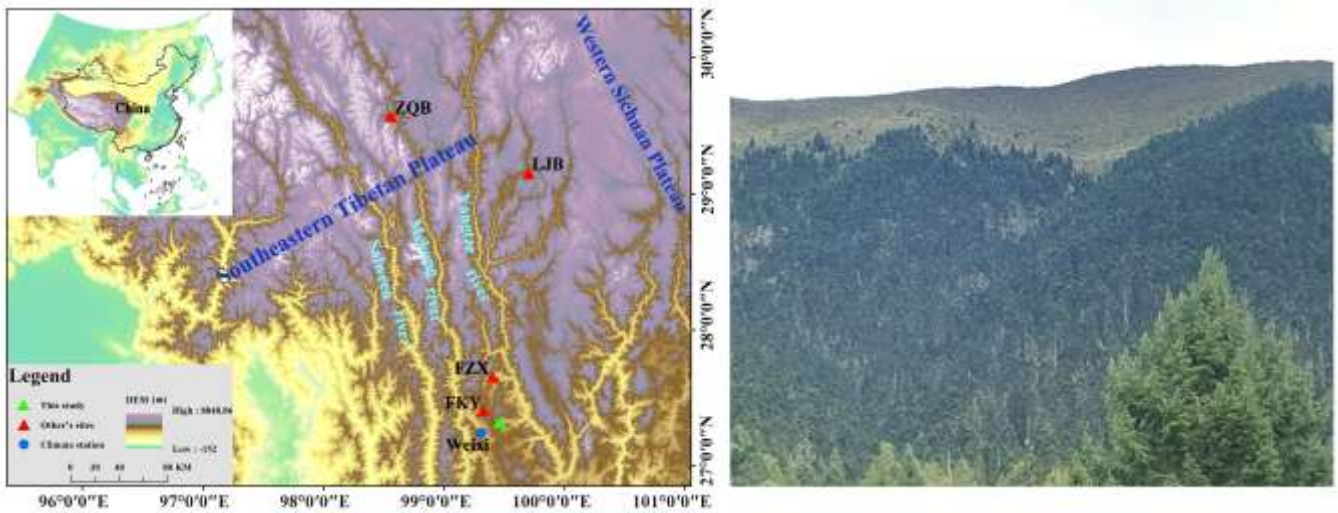 China
ZQB
LJB
Southeastern Tibetan Plateau
Western Sichuan Plateau
Salween river
Mekong river
Yangtze river
FZX
FKY
Weixi
Legend
This study
Other's sites
Climate station
High : 8848.86
Low : -152
0 20 40 80 KM
96°0'0"E 97°0'0"E 98°0'0"E 99°0'0"E 100°0'0"E 101°0'0"E
30°0'0"N
29°0'0"N
28°0'0"N
27°0'0"N